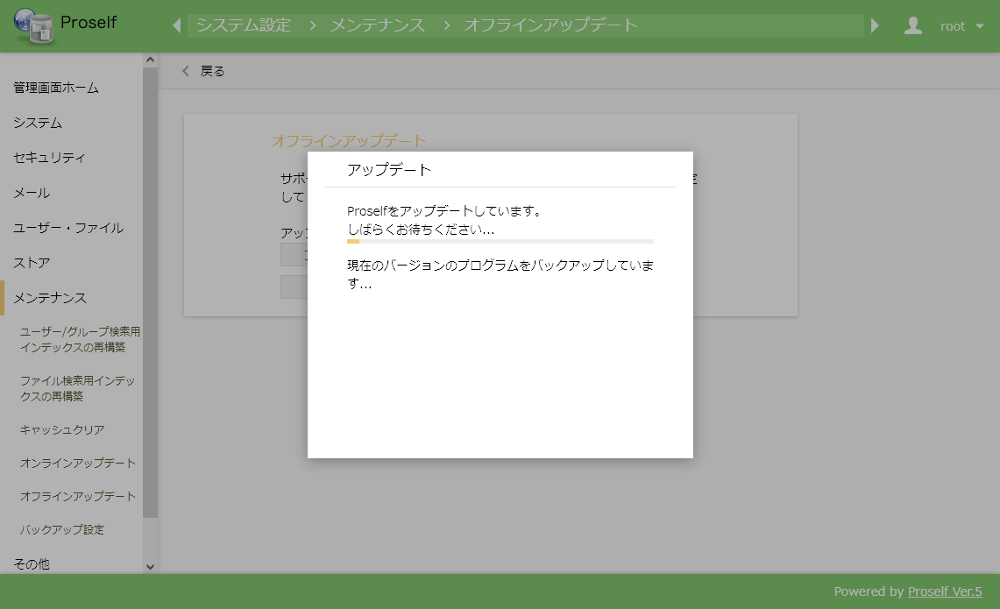 Proself
システム設定 > メンテナンス > オフラインアップデート
root
管理画面ホーム
システム
セキュリティ
メール
ユーザー・ファイル
ストア
メンテナンス
ユーザー/グループ検索用
インデックスの再構築
ファイル検索用インデッ
クスの再構築
キャッシュクリア
オンラインアップデート
オフラインアップデート
バックアップ設定
その他
戻る
オフラインアップデート
サポ
して
アッ
アップデート
Proselfをアップデートしています。
しばらくお待ちください...
現在のバージョンのプログラムをバックアップしていま
す...
Powered by Proself Ver.5